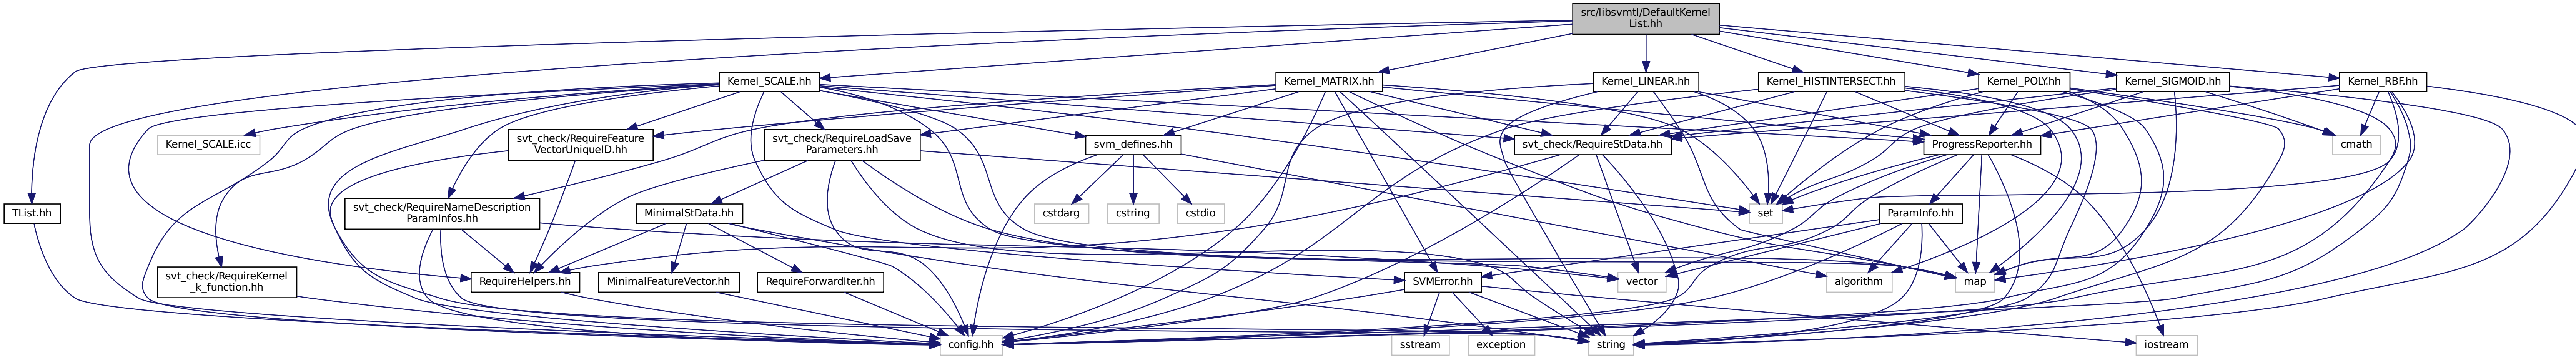 src/libsvmtl/DefaultKernel
List.hh
Kernel_SCALE.hh
Kernel_MATRIX.hh
Kernel_LINEAR.hh
Kernel_HISTINTERSECT.hh
Kernel_POLY.hh
Kernel_SIGMOID.hh
Kernel_RBF.hh
Kernel_SCALE.icc
svt_check/RequireFeature
VectorUniqueID.hh
svt_check/RequireLoadSave
Parameters.hh
svm_defines.hh
svt_check/RequireStData.hh
ProgressReporter.hh
cmath
TList.hh
svt_check/RequireNameDescription
ParamInfos.hh
MinimalStData.hh
cstdarg
cstring
cstdio
set
ParamInfo.hh
svt_check/RequireKernel
_k_function.hh
RequireHelpers.hh
MinimalFeatureVector.hh
RequireForwardIter.hh
SVMError.hh
vector
algorithm
map
config.hh
sstream
exception
string
iostream